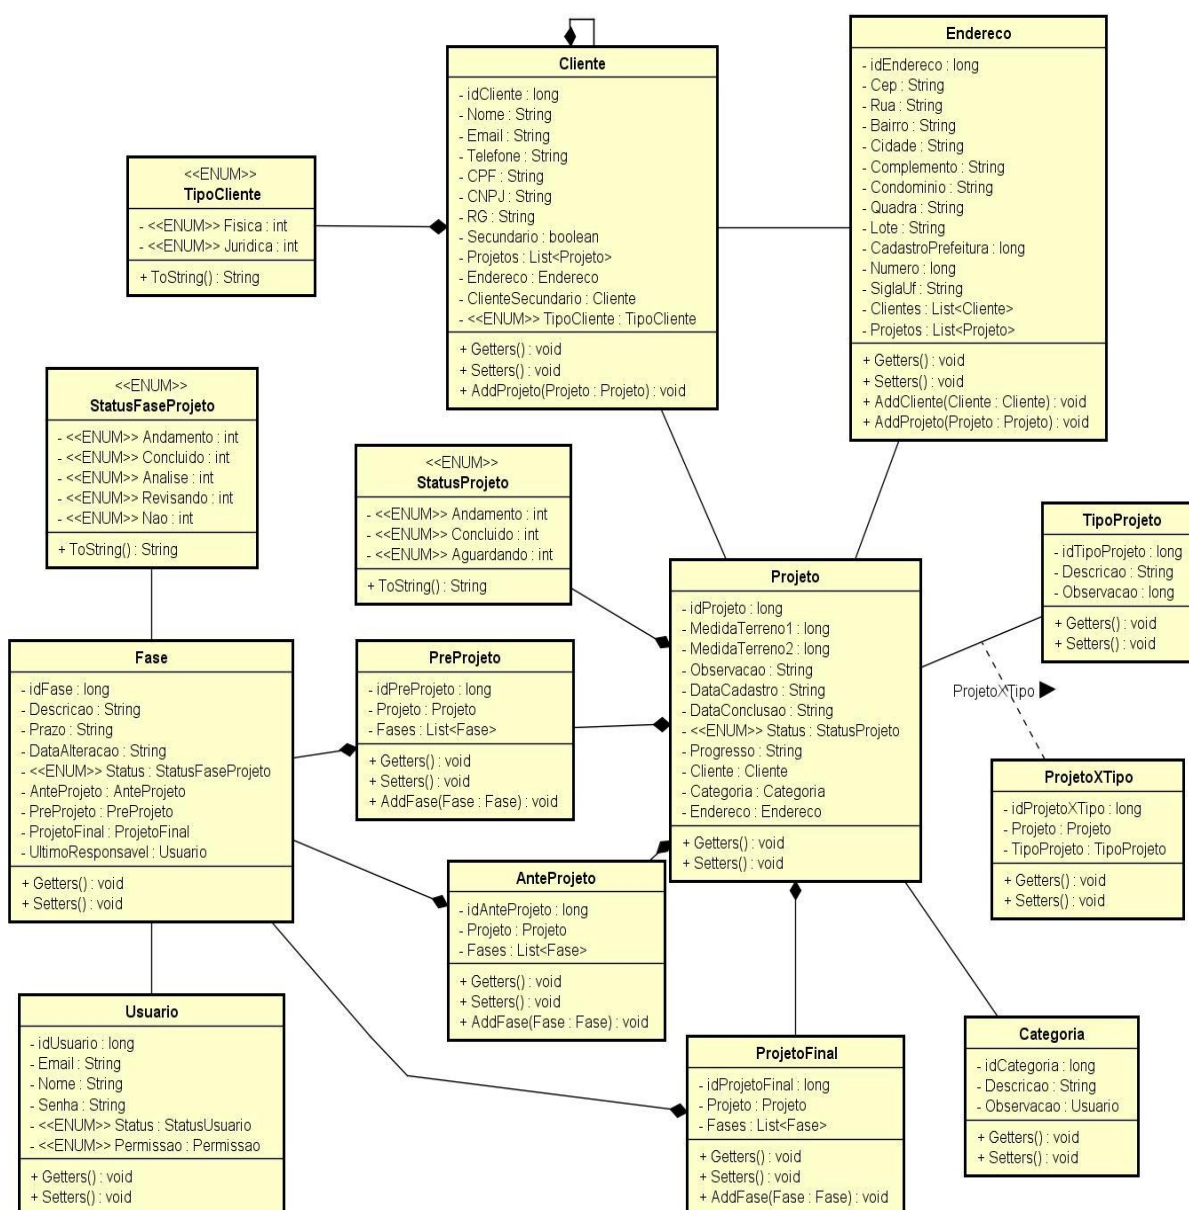 Cliente
- idCliente : long
- Nome : String
- Email : String
- Telefone : String
- CPF : String
- CNPJ : String
- RG : String
- Secundario : boolean
- Projetos : List<Projeto>
- Endereco : Endereco
- ClienteSecundario : Cliente
- <<ENUM>> TipoCliente : TipoCliente
+ Getters() : void
+ Setters() : void
+ AddProjeto(Projeto : Projeto) : void
Endereco
- idEndereco : long
- Cep : String
- Rua : String
- Bairro : String
- Cidade : String
- Complemento : String
- Condominio : String
- Quadra : String
- Lote : String
- CadastroPrefeitura : long
- Numero : long
- SiglaUf : String
- Clientes : List<Cliente>
- Projetos : List<Projeto>
+ Getters() : void
+ Setters() : void
+ AddCliente(Cliente : Cliente) : void
+ AddProjeto(Projeto : Projeto) : void
<<ENUM>>
TipoCliente
- <<ENUM>> Fisica : int
- <<ENUM>> Juridica : int
+ ToString() : String
<<ENUM>>
StatusFaseProjeto
- <<ENUM>> Andamento : int
- <<ENUM>> Concluido : int
- <<ENUM>> Analise : int
- <<ENUM>> Revisando : int
- <<ENUM>> Nao : int
+ ToString() : String
<<ENUM>>
StatusProjeto
- <<ENUM>> Andamento : int
- <<ENUM>> Concluido : int
- <<ENUM>> Aguardando : int
+ ToString() : String
TipoProjeto
- idTipoProjeto : long
- Descricao : String
- Observacao : long
+ Getters() : void
+ Setters() : void
Projeto
- idProjeto : long
- MedidaTerreno1 : long
- MedidaTerreno2 : long
- Observacao : String
- DataCadastro : String
- DataConclusao : String
- <<ENUM>> Status : StatusProjeto
- Progresso : String
- Cliente : Cliente
- Categoria : Categoria
- Endereco : Endereco
+ Getters() : void
+ Setters() : void
ProjetoXTipo
Fase
- idFase : long
- Descricao : String
- Prazo : String
- DataAlteracao : String
- <<ENUM>> Status : StatusFaseProjeto
- AnteProjeto : AnteProjeto
- PreProjeto : PreProjeto
- ProjetoFinal : ProjetoFinal
- UltimoResponsavel : Usuario
+ Getters() : void
+ Setters() : void
PreProjeto
- idPreProjeto : long
- Projeto : Projeto
- Fases : List<Fase>
+ Getters() : void
+ Setters() : void
+ AddFase(Fase : Fase) : void
ProjetoXTipo
- idProjetoXTipo : long
- Projeto : Projeto
- TipoProjeto : TipoProjeto
+ Getters() : void
+ Setters() : void
AnteProjeto
- idAnteProjeto : long
- Projeto : Projeto
- Fases : List<Fase>
+ Getters() : void
+ Setters() : void
+ AddFase(Fase : Fase) : void
Usuario
- idUsuario : long
- Email : String
- Nome : String
- Senha : String
- <<ENUM>> Status : StatusUsuario
- <<ENUM>> Permissao : Permissao
+ Getters() : void
+ Setters() : void
ProjetoFinal
- idProjetoFinal : long
- Projeto : Projeto
- Fases : List<Fase>
+ Getters() : void
+ Setters() : void
+ AddFase(Fase : Fase) : void
Categoria
- idCategoria : long
- Descricao : String
- Observacao : Usuario
+ Getters() : void
+ Setters() : void